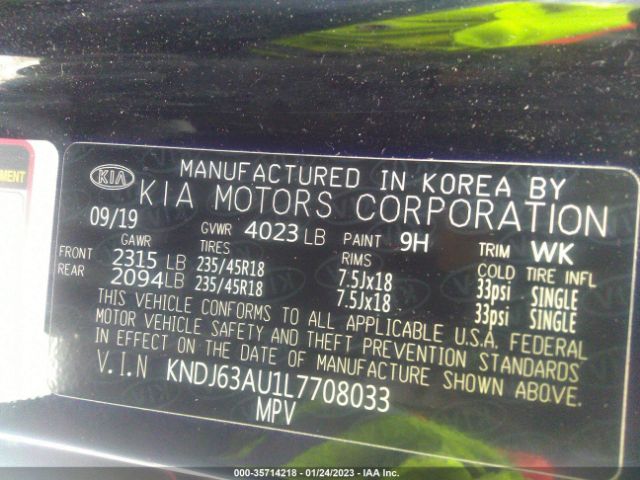 EMENT
KIA
MANUFACTURED IN KOREA BY
KIA MOTORS CORPORATION
09/19 GVWR 4023 LB PAINT 9H TRIM WK
GAWR TIRES RIMS COLD TIRE INFL
FRONT 2315 LB 235/45R18 7.5Jx18 33psi SINGLE
REAR 2094 LB 235/45R18 7.5Jx18 33psi SINGLE
THIS VEHICLE CONFORMS TO ALL APPLICABLE U.S.A. FEDERAL
MOTOR VEHICLE SAFETY AND THEFT PREVENTION STANDARDS
IN EFFECT ON THE DATE OF MANUFACTURE SHOWN ABOVE.
V.I.N KNDJ63AU1L7708033
MPV
000-35714218 - 01/24/2023 - IAA Inc.